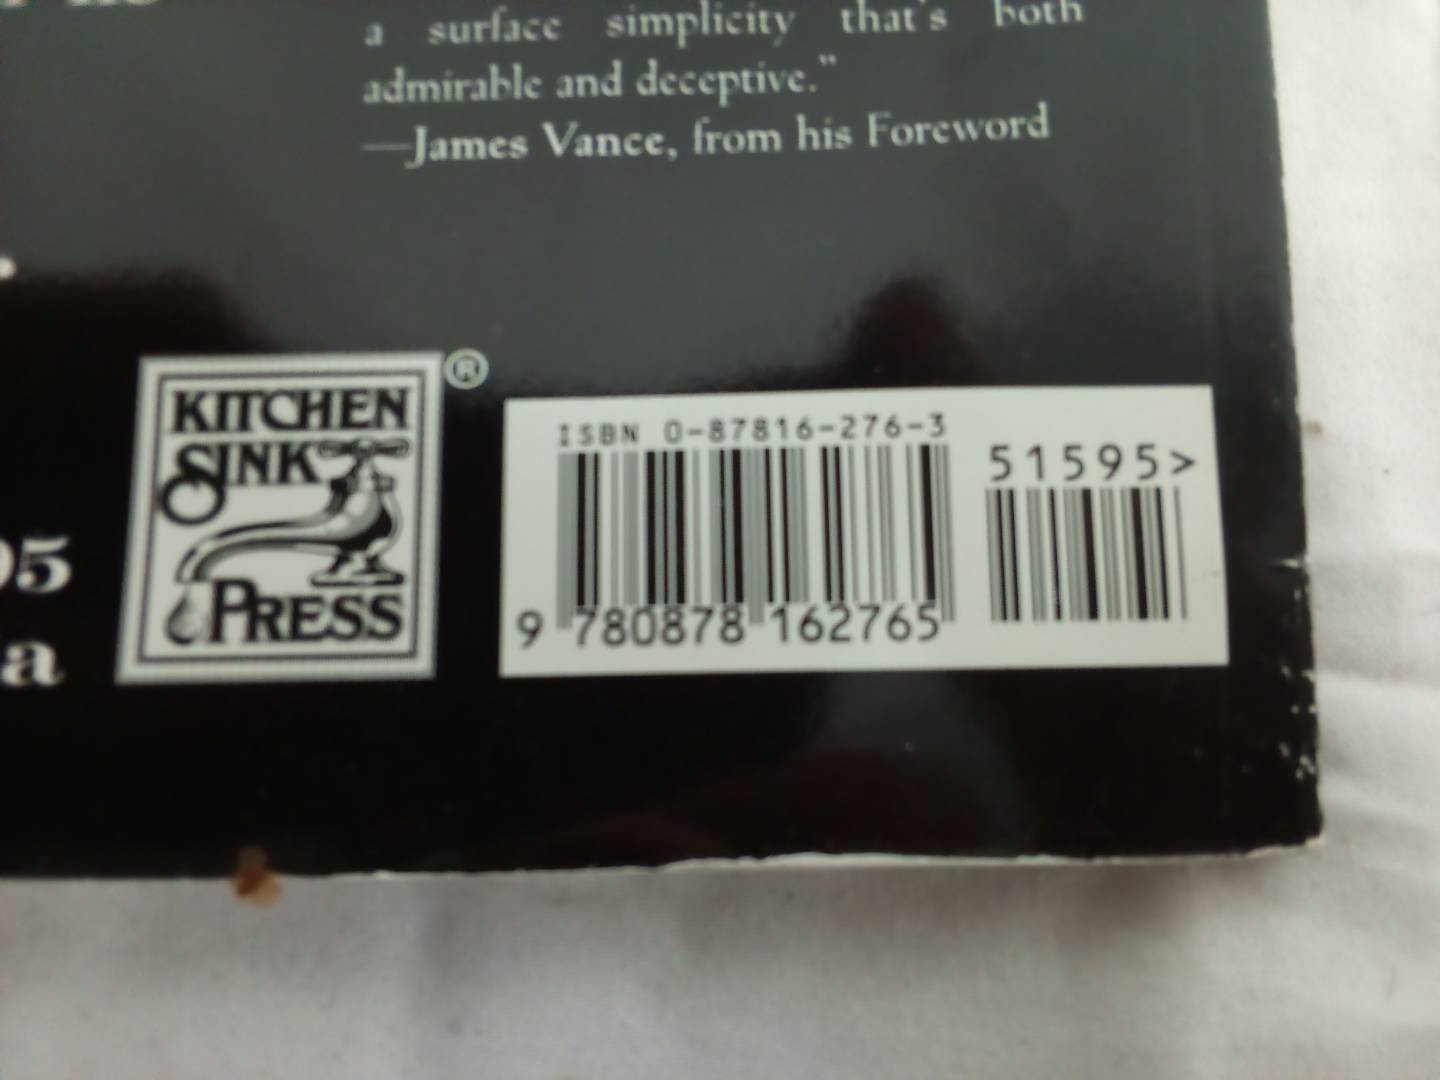 a surface simplicity that's both
admirable and deceptive."
—James Vance, from his Foreword
KITCHEN
SINK
PRESS
®
ISBN 0-87816-276-3
51595>
9 780878 162765
95
a